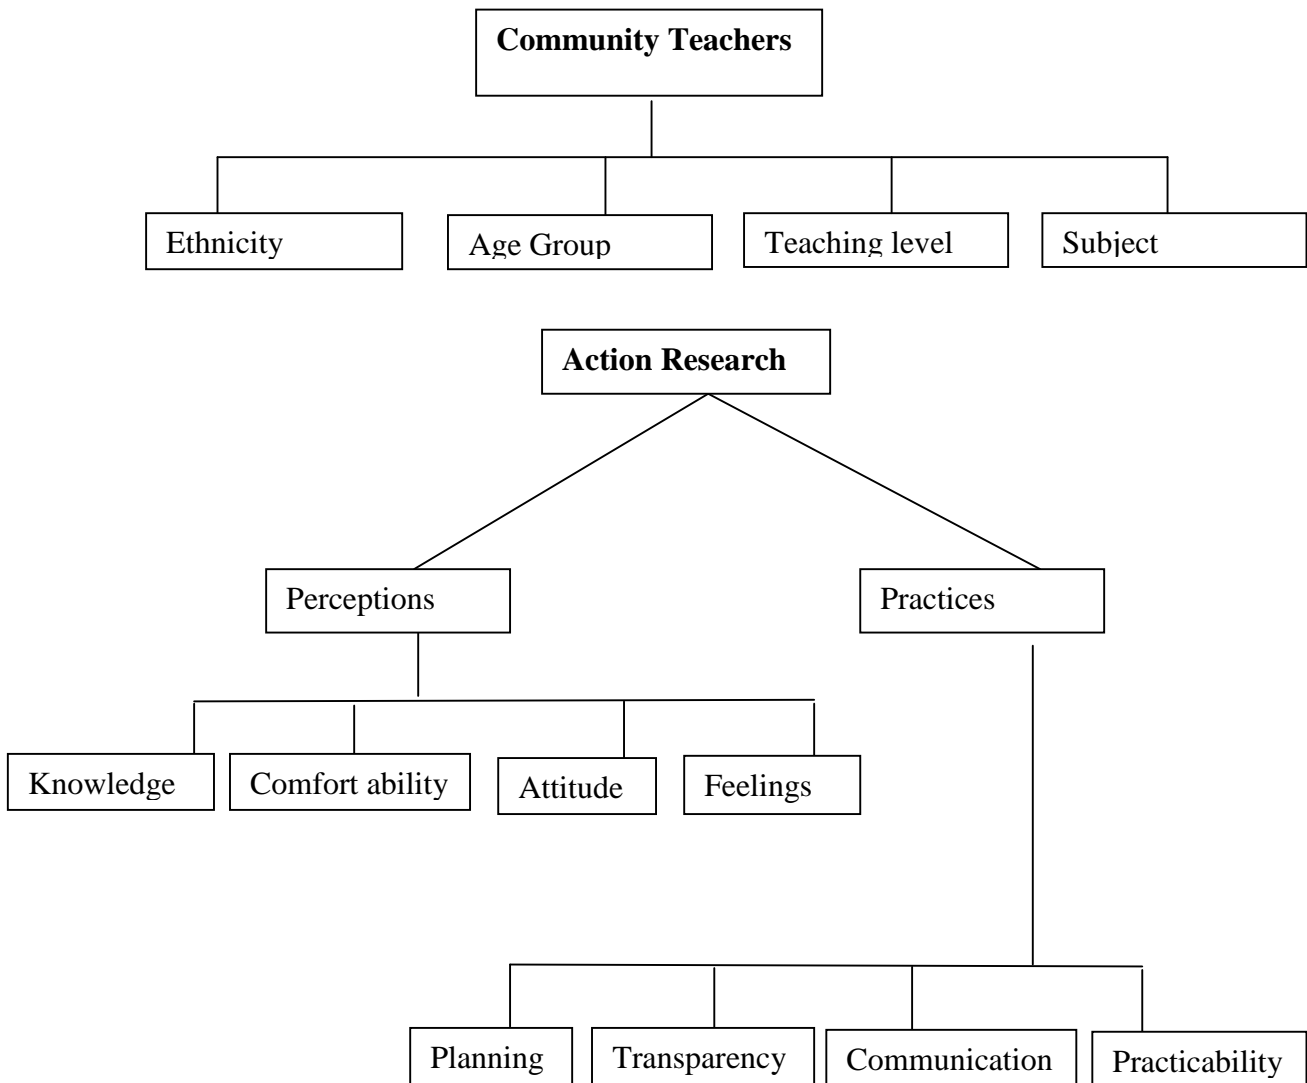 Community Teachers
Ethnicity
Age Group
Teaching level
Subject
Action Research
Perceptions
Practices
Knowledge
Comfort ability
Attitude
Feelings
Planning
Transparency
Communication
Practicability